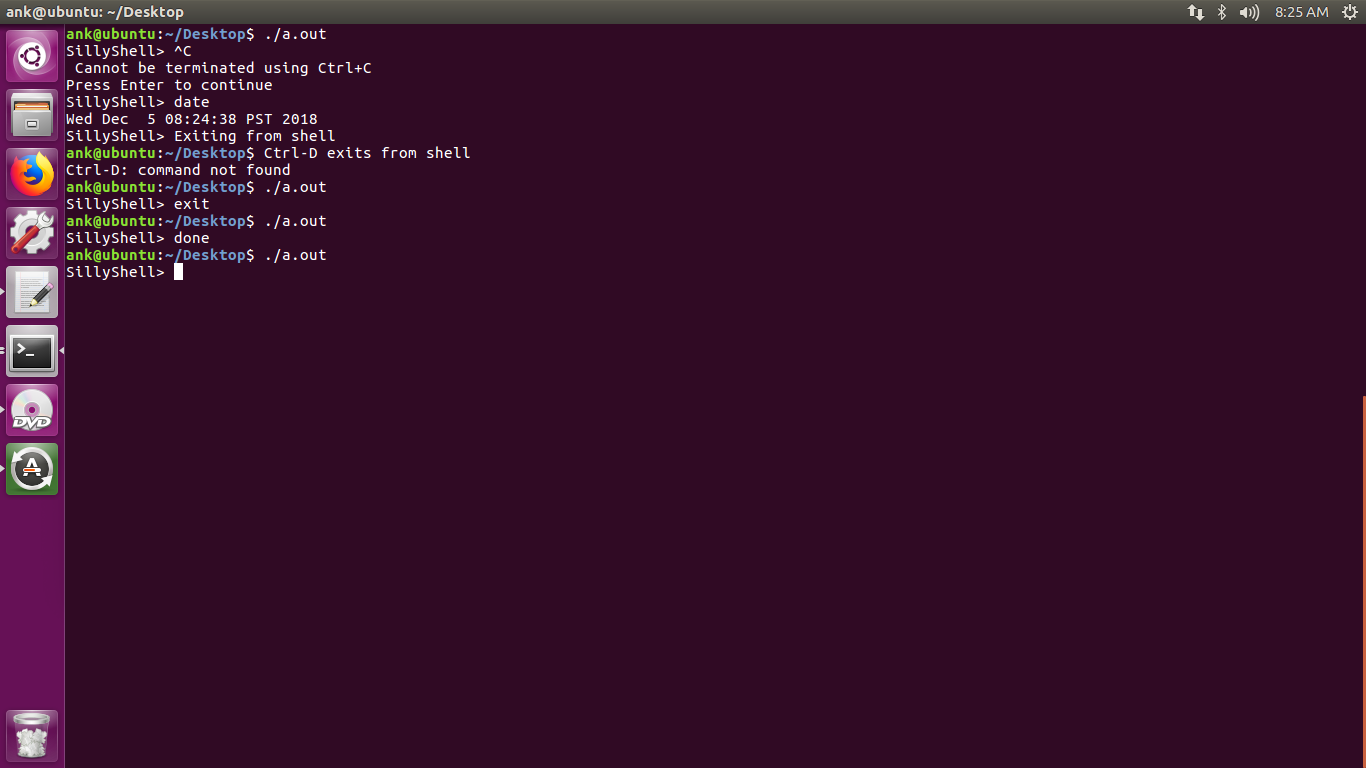 ank@ubuntu: ~/Desktop
8:25 AM
ank@ubuntu:~/Desktop$ ./a.out
SillyShell> ^C
 Cannot be terminated using Ctrl+C
Press Enter to continue
SillyShell> date
Wed Dec  5 08:24:38 PST 2018
SillyShell> Exiting from shell
ank@ubuntu:~/Desktop$ Ctrl-D exits from shell
Ctrl-D: command not found
ank@ubuntu:~/Desktop$ ./a.out
SillyShell> exit
ank@ubuntu:~/Desktop$ ./a.out
SillyShell> done
ank@ubuntu:~/Desktop$ ./a.out
SillyShell>
>_
DVD
A